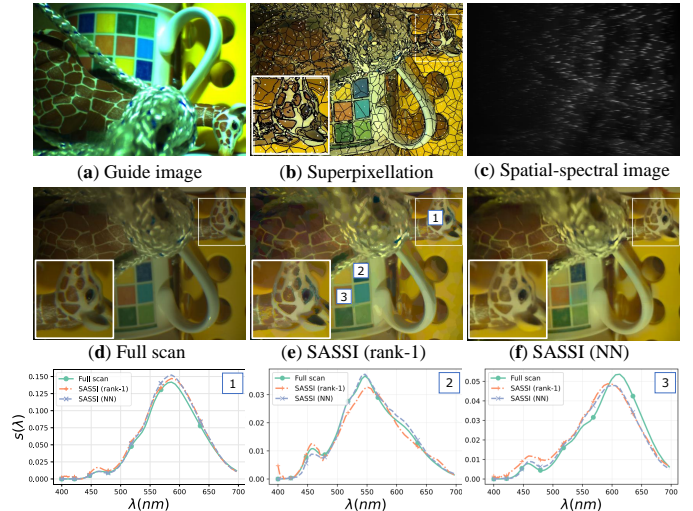 (a) Guide image
(b) Superpixellation
(c) Spatial-spectral image
1
2
3
(d) Full scan
(e) SASSI (rank-1)
(f) SASSI (NN)
s(λ)
0.150
0.125
0.100
0.075
0.050
0.025
0.000
Full scan
SASSI (rank-1)
SASSI (NN)
1
400 450 500 550 600 650 700
λ(nm)
0.03
0.02
0.01
0.00
Full scan
SASSI (rank-1)
SASSI (NN)
2
400 450 500 550 600 650 700
λ(nm)
0.05
0.04
0.03
0.02
0.01
0.00
Full scan
SASSI (rank-1)
SASSI (NN)
3
400 450 500 550 600 650 700
λ(nm)